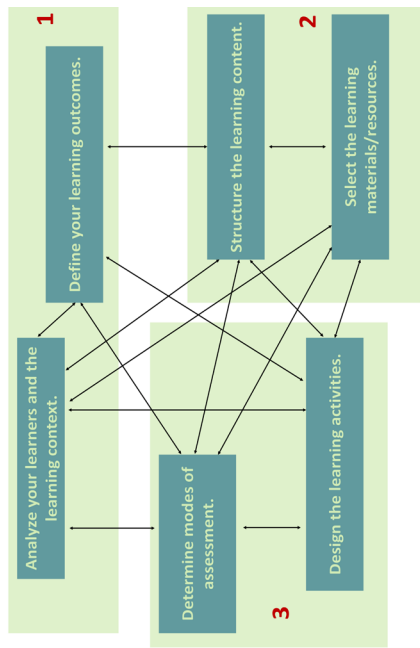 1
Analyze your learners and the
learning context.
Define your learning outcomes.
2
Structure the learning content.
Select the learning
materials/resources.
3
Determine modes of
assessment.
Design the learning activities.